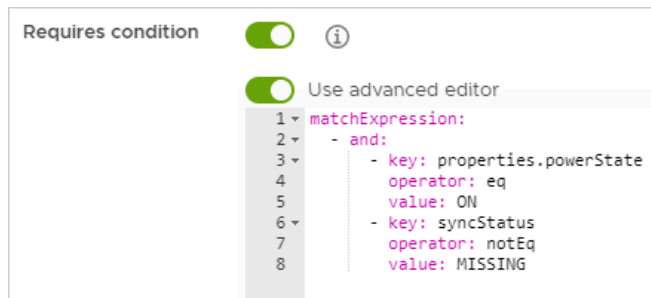 Requires condition
Use advanced editor
1 matchExpression:
2 - and:
3 - key: properties.powerState
4 operator: eq
5 value: ON
6 - key: syncStatus
7 operator: notEq
8 value: MISSING